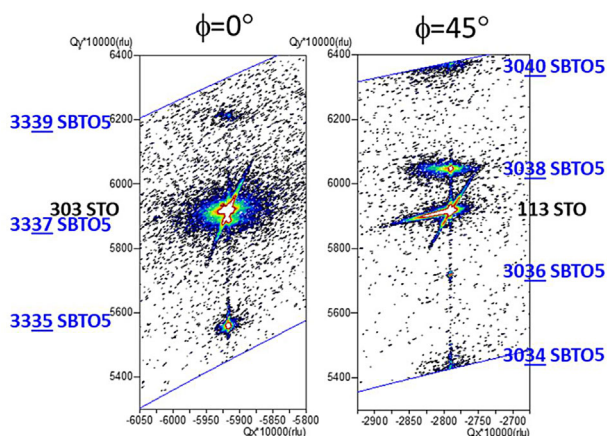 ϕ=0°
ϕ=45°
Qy*10000(rlu)
Qy*10000(rlu)
6400
6200
6000
5800
5600
5400
6400
6200
6000
5800
5600
5400
3339 SBTO5
303 STO
3337 SBTO5
3335 SBTO5
3040 SBTO5
3038 SBTO5
113 STO
3036 SBTO5
3034 SBTO5
-6050 -6000 -5950 -5900 -5850 -5800
Qx*10000(rlu)
-2900 -2850 -2800 -2750 -2700
Qx*10000(rlu)